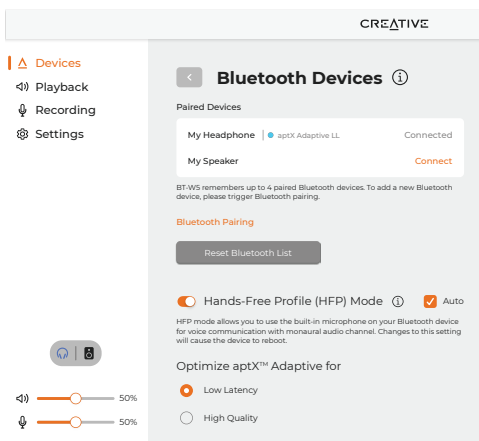 CREATIVE
Devices
Playback
Recording
Settings
50%
50%
Bluetooth Devices
Paired Devices
My Headphone | aptX Adaptive LL Connected
My Speaker Connect
BT-WS remembers up to 4 paired Bluetooth devices. To add a new Bluetooth
device, please trigger Bluetooth pairing.
Bluetooth Pairing
Reset Bluetooth List
Hands-Free Profile (HFP) Mode Auto
HFP mode allows you to use the built-in microphone on your Bluetooth device
for voice communication with monaural audio channel. Changes to this setting
will cause the device to reboot.
Optimize aptX™ Adaptive for
Low Latency
High Quality